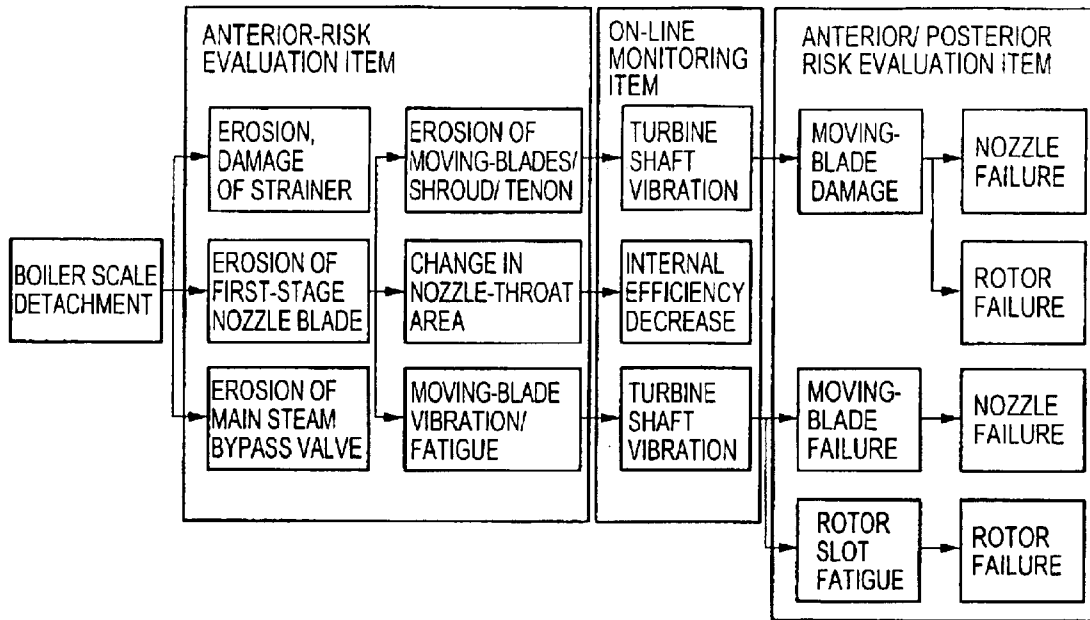 ANTERIOR-RISK
EVALUATION ITEM
ON-LINE
MONITORING
ITEM
ANTERIOR/ POSTERIOR
RISK EVALUATION ITEM
BOILER SCALE
DETACHMENT
EROSION,
DAMAGE
OF STRAINER
EROSION OF
MOVING-BLADES/
SHROUD/ TENON
TURBINE
SHAFT
VIBRATION
MOVING-
BLADE
DAMAGE
NOZZLE
FAILURE
EROSION OF
FIRST-STAGE
NOZZLE BLADE
CHANGE IN
NOZZLE-THROAT
AREA
INTERNAL
EFFICIENCY
DECREASE
ROTOR
FAILURE
EROSION OF
MAIN STEAM
BYPASS VALVE
MOVING-BLADE
VIBRATION/
FATIGUE
TURBINE
SHAFT
VIBRATION
MOVING-
BLADE
FAILURE
NOZZLE
FAILURE
ROTOR
SLOT
FATIGUE
ROTOR
FAILURE